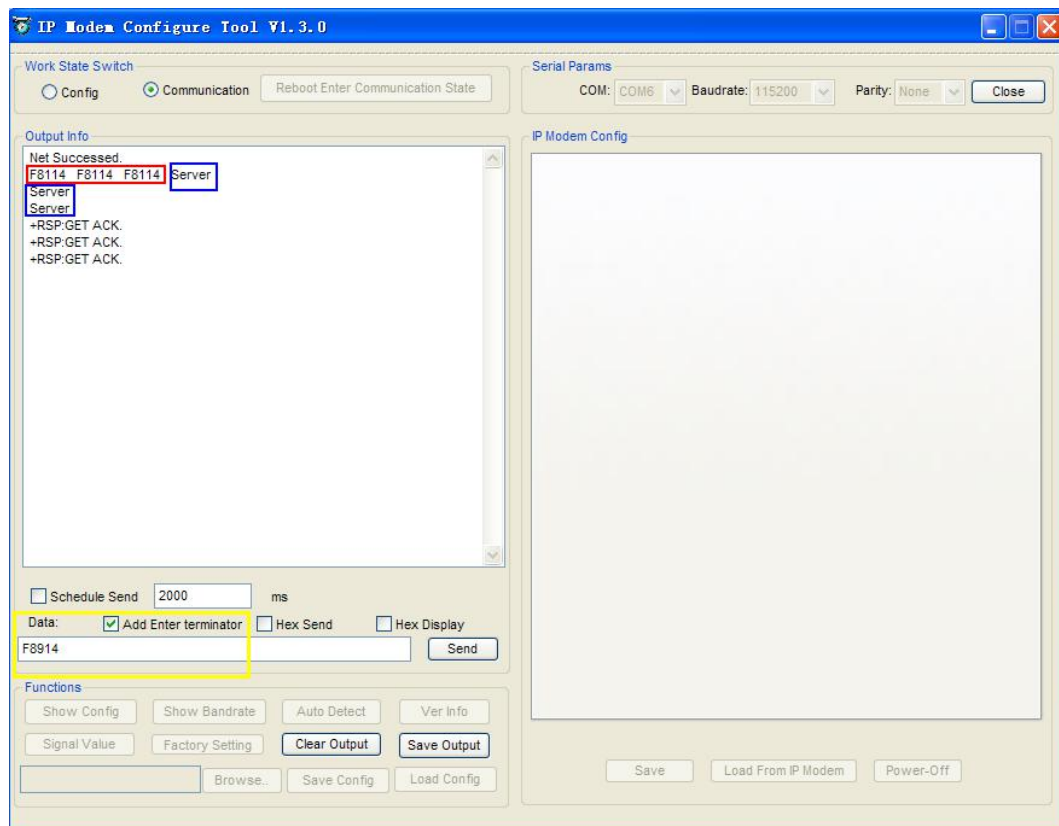 IP Modem Configure Tool V1.3.0
Work State Switch
Config Communication Reboot Enter Communication State
Serial Params
COM: COM6 Baudrate: 115200 Parity: None Close
Output Info
Net Successed.
F8114 F8114 F8114 Server
Server
Server
+RSP:GET ACK.
+RSP:GET ACK.
+RSP:GET ACK.
Schedule Send 2000 ms
Data: Add Enter terminator Hex Send Hex Display
F8914 Send
Functions
Show Config Show Bandrate Auto Detect Ver Info
Signal Value Factory Setting Clear Output Save Output
Browse.. Save Config Load Config
IP Modem Config
Save Load From IP Modem Power-Off